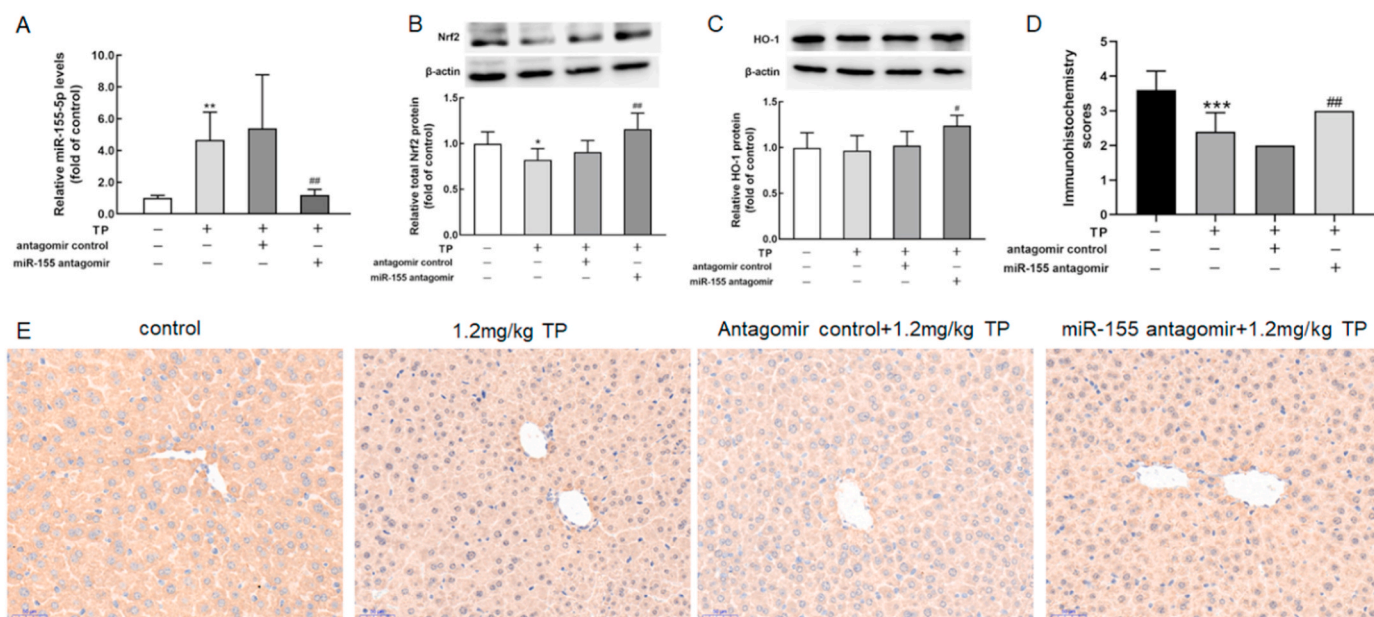 A
Relative miR-155-5p levels
(fold of control)
10.0
8.0
6.0
4.0
2.0
0.0
**
##
TP
− + + +
antagomir control
− − + −
miR-155 antagomir
− − − +
B
Nrf2
β-actin
Relative total Nrf2 protein
(fold of control)
1.5
1.0
0.5
0.0
*
##
TP
− + + +
antagomir control
− − + −
miR-155 antagomir
− − − +
C
HO-1
β-actin
Relative HO-1 protein
(fold of control)
1.5
1.0
0.5
0.0
#
TP
− + + +
antagomir control
− − + −
miR-155 antagomir
− − − +
D
Immunohistochemistry
scores
5
4
3
2
1
0
***
##
TP
− + + +
antagomir control
− − + −
miR-155 antagomir
− − − +
E
control
1.2mg/kg TP
Antagomir control+1.2mg/kg TP
miR-155 antagomir+1.2mg/kg TP